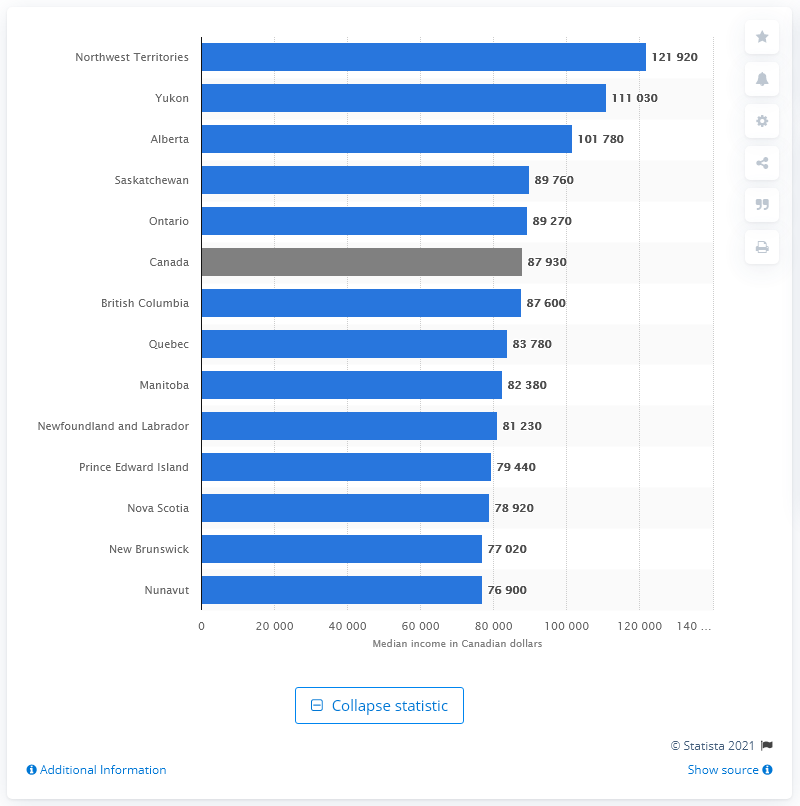 Northwest Territories 121 920
Yukon 111 030
Alberta 101 780
Saskatchewan 89 760
Ontario 89 270
Canada 87 930
British Columbia 87 600
Quebec 83 780
Manitoba 82 380
Newfoundland and Labrador 81 230
Prince Edward Island 79 440
Nova Scotia 78 920
New Brunswick 77 020
Nunavut 76 900
0 20 000 40 000 60 000 80 000 100 000 120 000 140 ...
Median income in Canadian dollars
Collapse statistic
© Statista 2021
Additional Information Show source